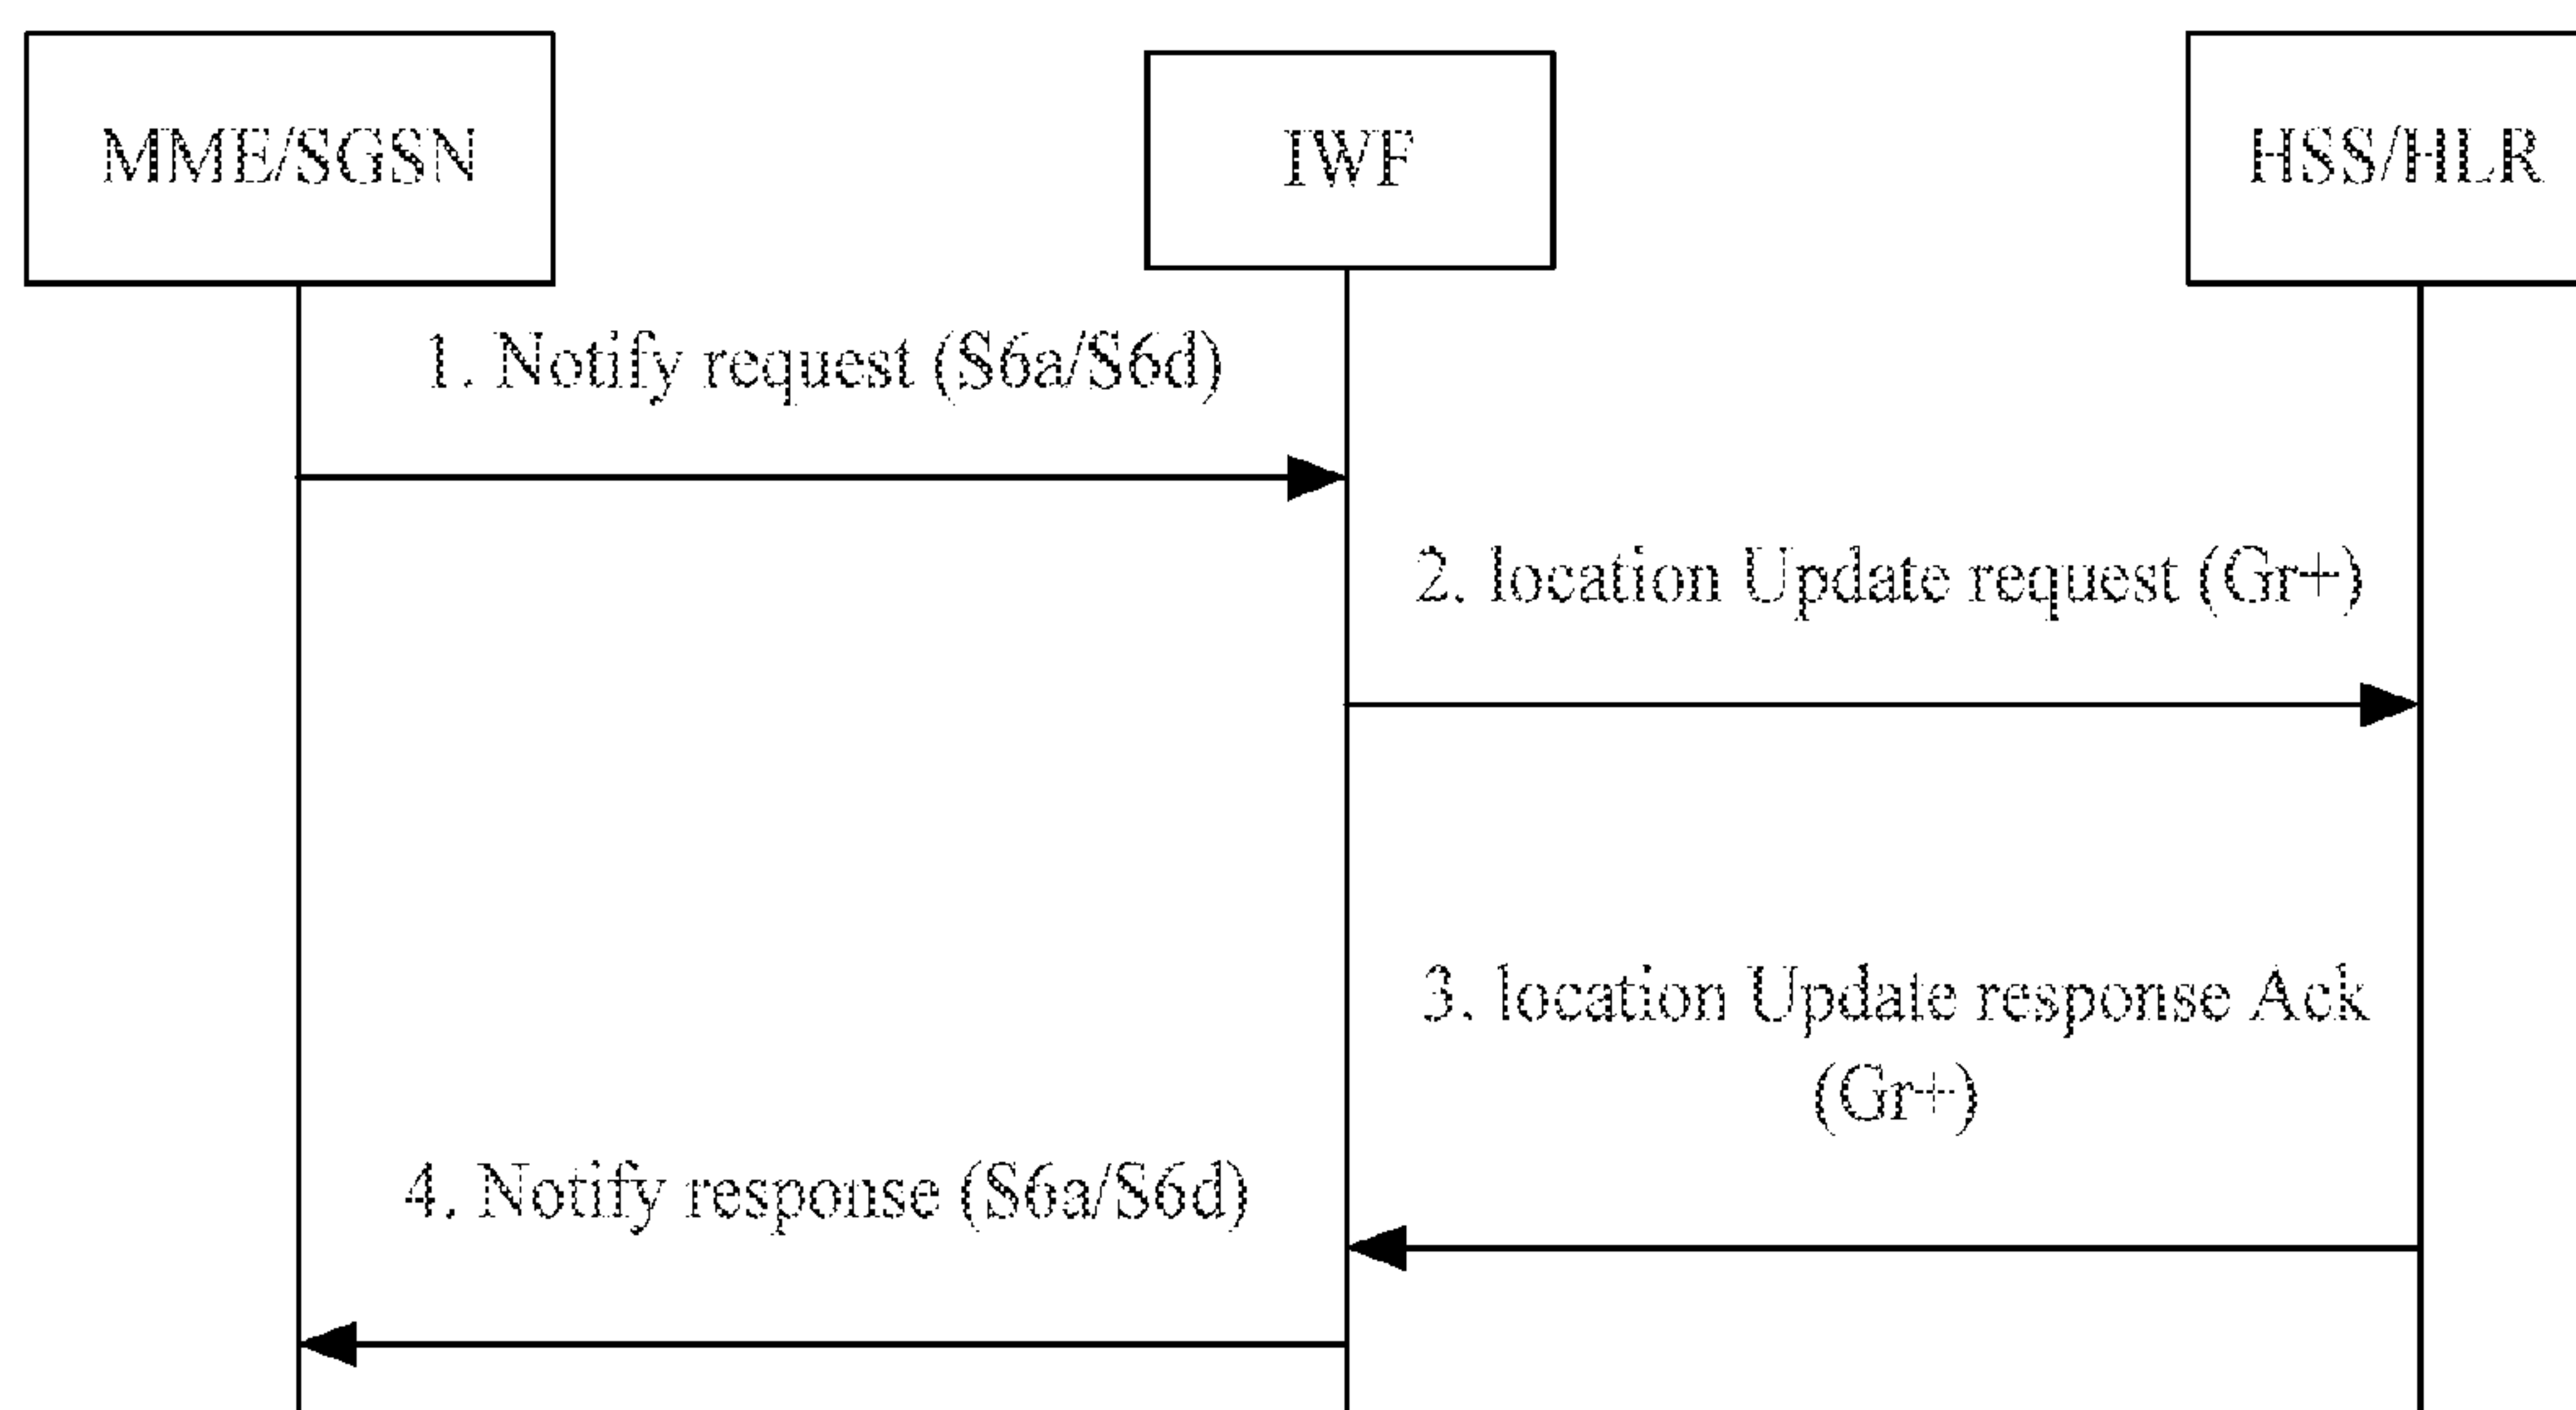 MME/SGSN
IWF
HSS/HLR
1. Notify request (S6a/S6d)
2. location Update request (Gr+)
3. location Update response Ack
(Gr+)
4. Notify response (S6a/S6d)